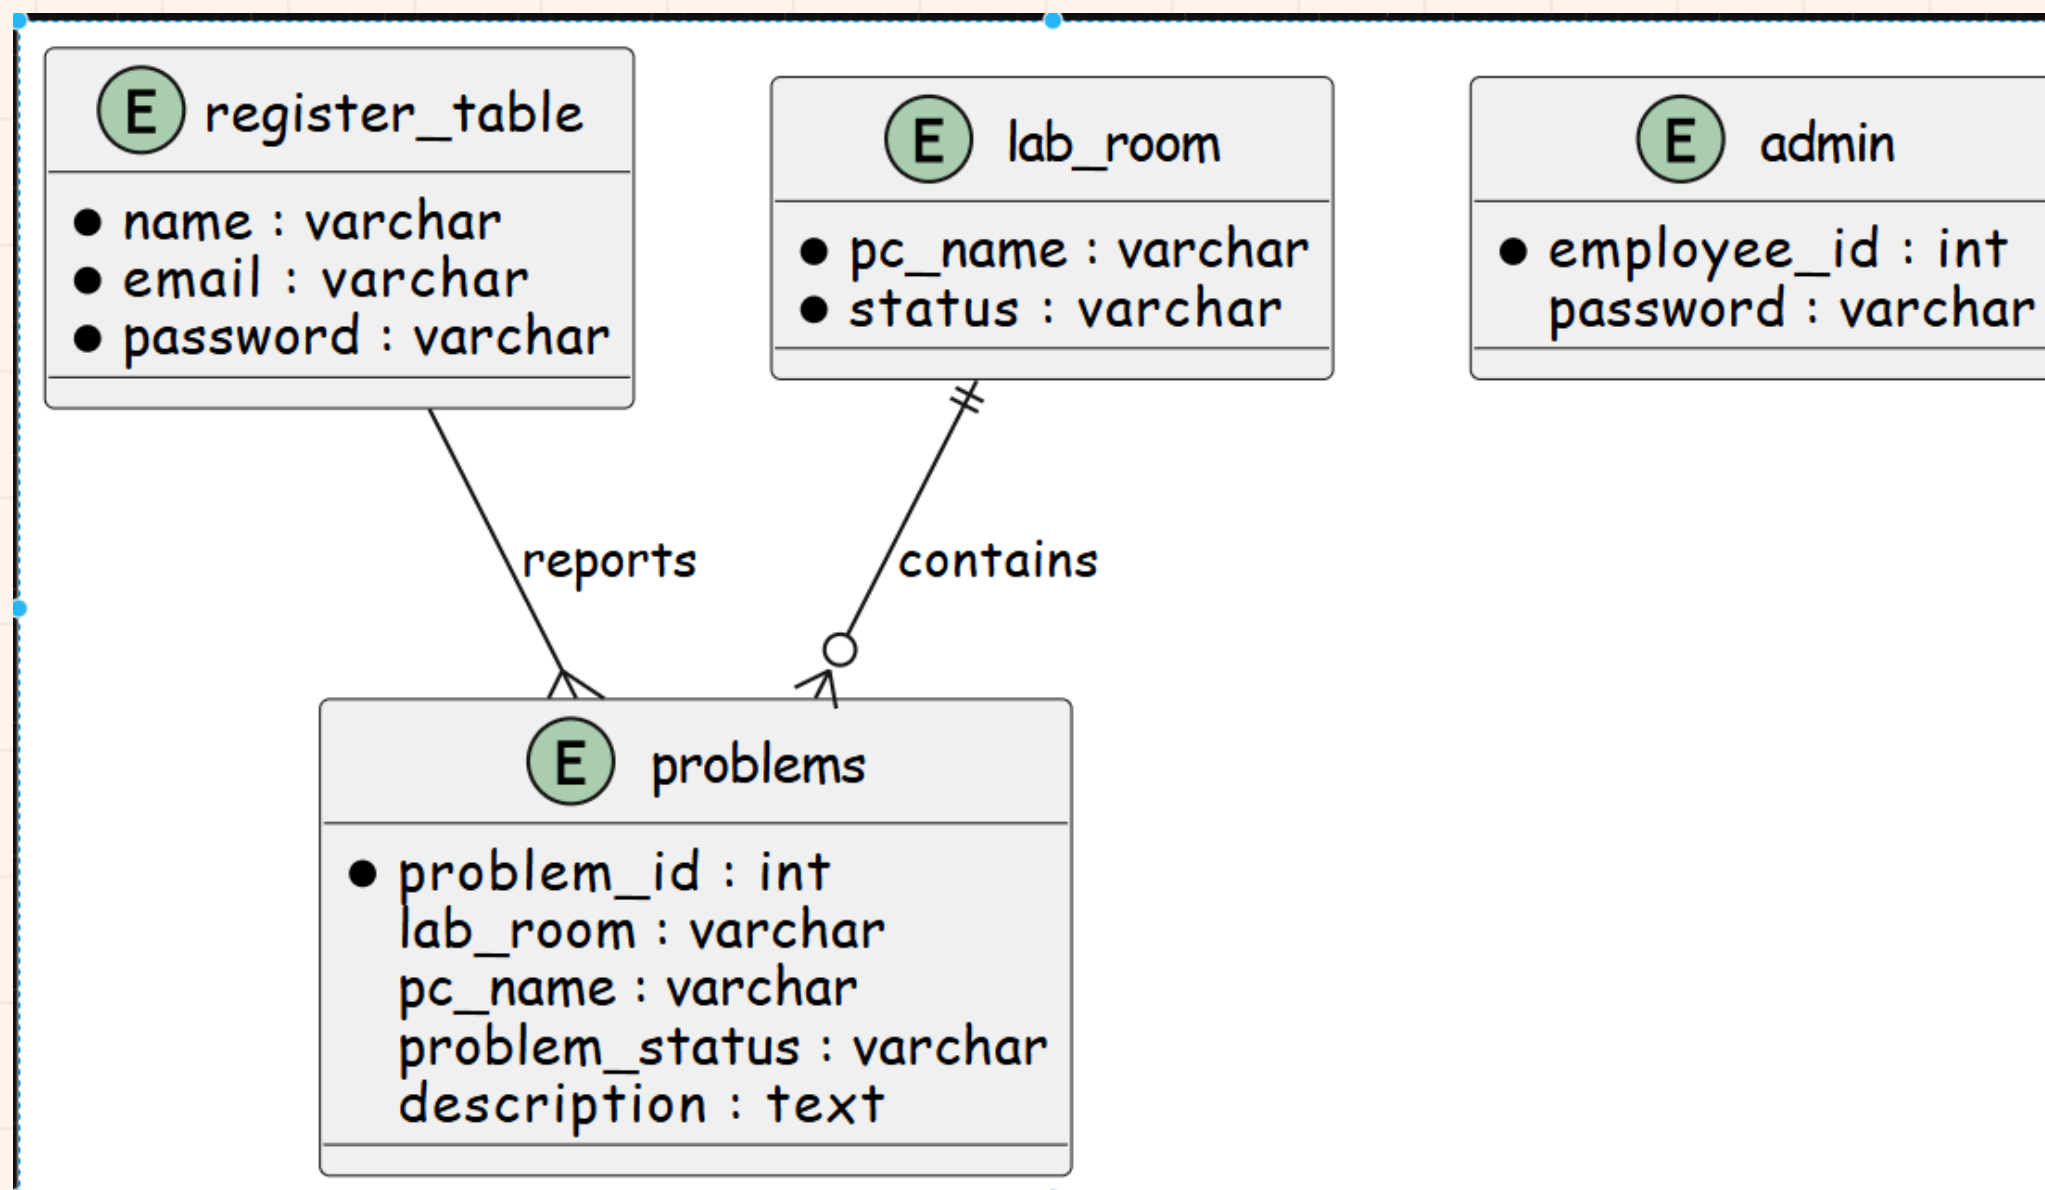 E register_table
name : varchar
email : varchar
password : varchar
E lab_room
pc_name : varchar
status : varchar
E admin
employee_id : int
password : varchar
reports
contains
E problems
problem_id : int
lab_room : varchar
pc_name : varchar
problem_status : varchar
description : text